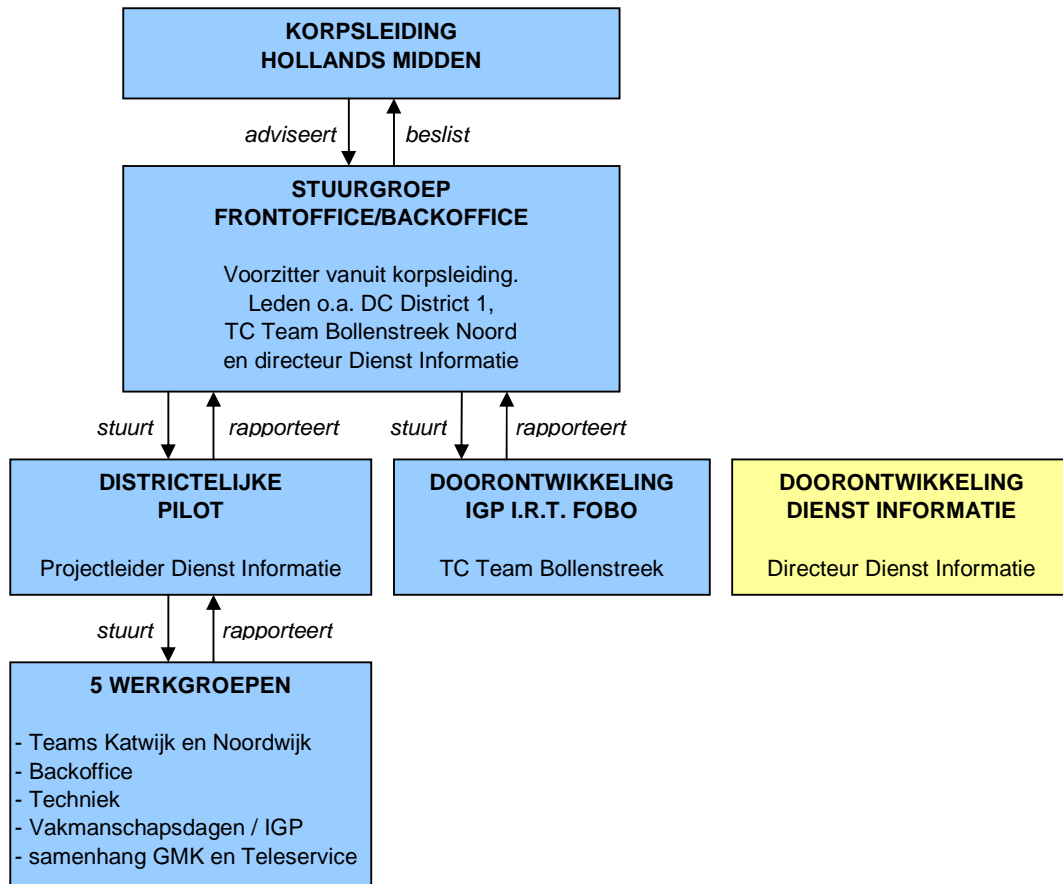 KORPSLEIDING
HOLLANDS MIDDEN
adviseert
beslist
STUURGROEP
FRONTOFFICE/BACKOFFICE
Voorzitter vanuit korpsleiding.
Leden o.a. DC District 1,
TC Team Bollenstreek Noord
en directeur Dienst Informatie
stuurt
rapporteert
stuurt
rapporteert
DISTRICTELIJKE
PILOT
Projectleider Dienst Informatie
DOORONTWIKKELING
IGP I.R.T. FOBO
TC Team Bollenstreek
DOORONTWIKKELING
DIENST INFORMATIE
Directeur Dienst Informatie
stuurt
rapporteert
5 WERKGROEPEN
- Teams Katwijk en Noordwijk
- Backoffice
- Techniek
- Vakmanschapsdagen / IGP
- samenhang GMK en Teleservice